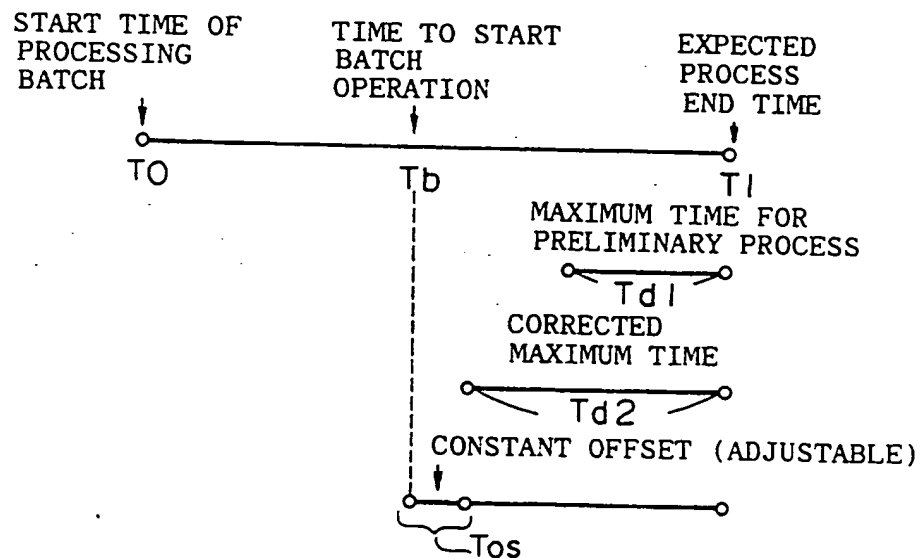 START TIME OF
PROCESSING
BATCH
TIME TO START
BATCH
OPERATION
EXPECTED
PROCESS
END TIME
T0
Tb
T1
MAXIMUM TIME FOR
PRELIMINARY PROCESS
Td1
CORRECTED
MAXIMUM TIME
Td2
CONSTANT OFFSET (ADJUSTABLE)
Tos